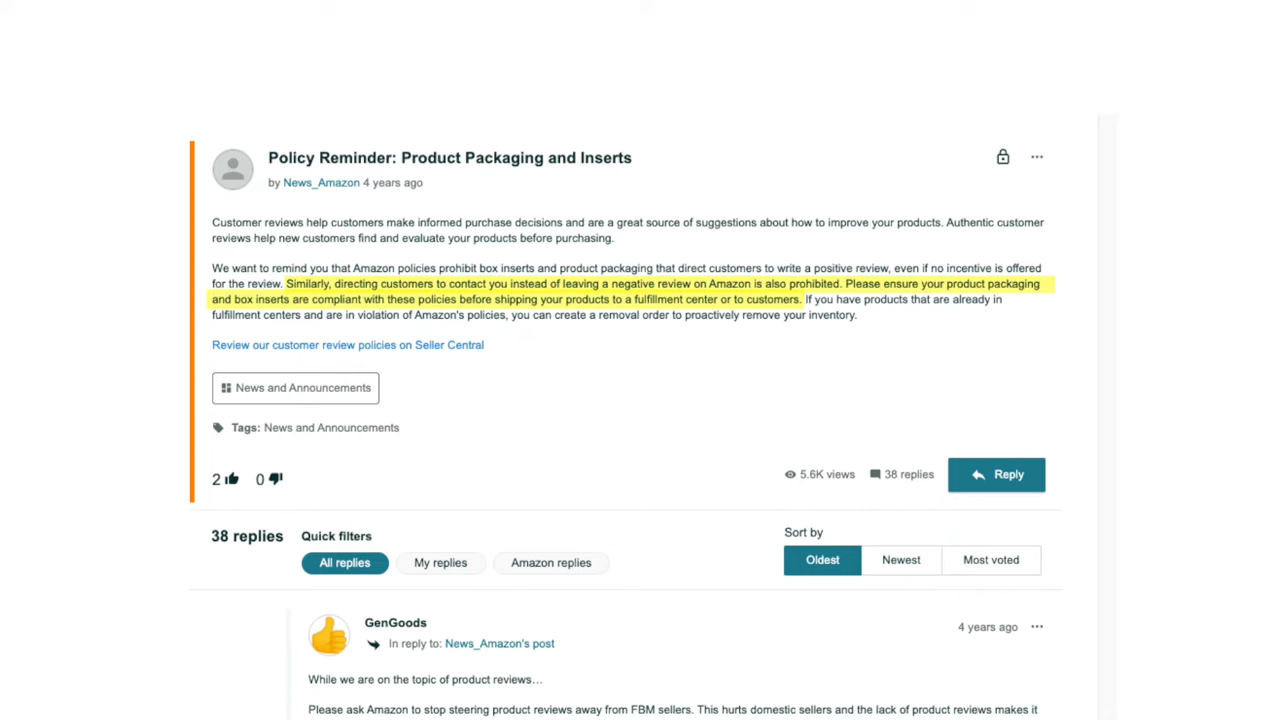 Policy Reminder: Product Packaging and Inserts
by News_Amazon 4 years ago
Customer reviews help customers make informed purchase decisions and are a great source of suggestions about how to improve your products. Authentic customer
reviews help new customers find and evaluate your products before purchasing.
We want to remind you that Amazon policies prohibit box inserts and product packaging that direct customers to write a positive review, even if no incentive is offered
for the review. Similarly, directing customers to contact you instead of leaving a negative review on Amazon is also prohibited. Please ensure your product packaging
and box inserts are compliant with these policies before shipping your products to a fulfillment center or to customers. If you have products that are already in
fulfillment centers and are in violation of Amazon's policies, you can create a removal order to proactively remove your inventory.
Review our customer review policies on Seller Central
News and Announcements
Tags: News and Announcements
2 0 5.6K views 38 replies Reply
38 replies Quick filters Sort by
All replies My replies Amazon replies Oldest Newest Most voted
GenGoods 4 years ago
In reply to: News_Amazon's post
While we are on the topic of product reviews…
Please ask Amazon to stop steering product reviews away from FBM sellers. This hurts domestic sellers and the lack of product reviews makes it